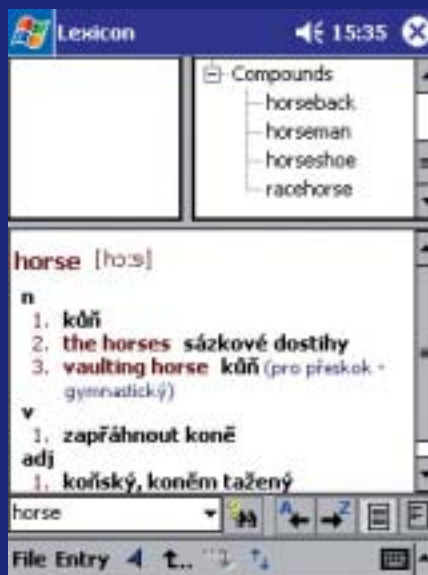 Lexicon 15:35
Compounds
horseback
horseman
horseshoe
racehorse
horse [hɔ:s]
n
1. kůň
2. the horses sázkové dostihy
3. vaulting horse kůň (pro přeskok -
gymnastický)
v
1. zapřáhnout koně
adj
1. koňský, koněm tažený
horse
A Z
File Entry